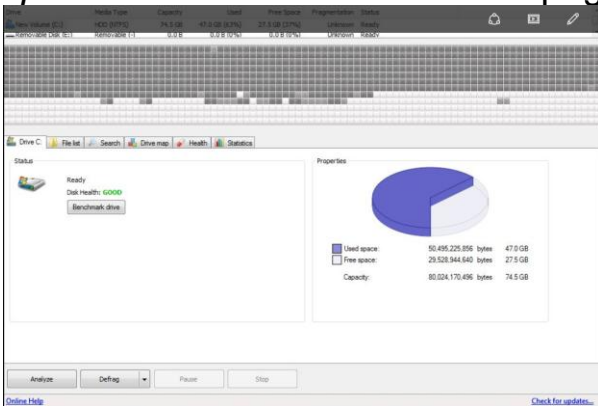 Drive Media Type Capacity Used Free Space Fragmentation Status
New Volume (D:) HDD (NTFS) 74.5 GB 47.0 GB (63%) 27.5 GB (37%) Unknown Ready
Removable Disk (E:) Removable (-) 0.0 B 0.0 B (0%) 0.0 B (0%) Unknown Ready
Drive C: File list Search Drive map Health Statistics
Status
Properties
Ready
Disk Health: GOOD
Benchmark drive
Used space: 50,495,225,856 bytes 47.0 GB
Free space: 29,528,944,640 bytes 27.5 GB
Capacity: 80,024,170,496 bytes 74.5 GB
Analyze Defrag Pause Stop
Online Help Check for updates...